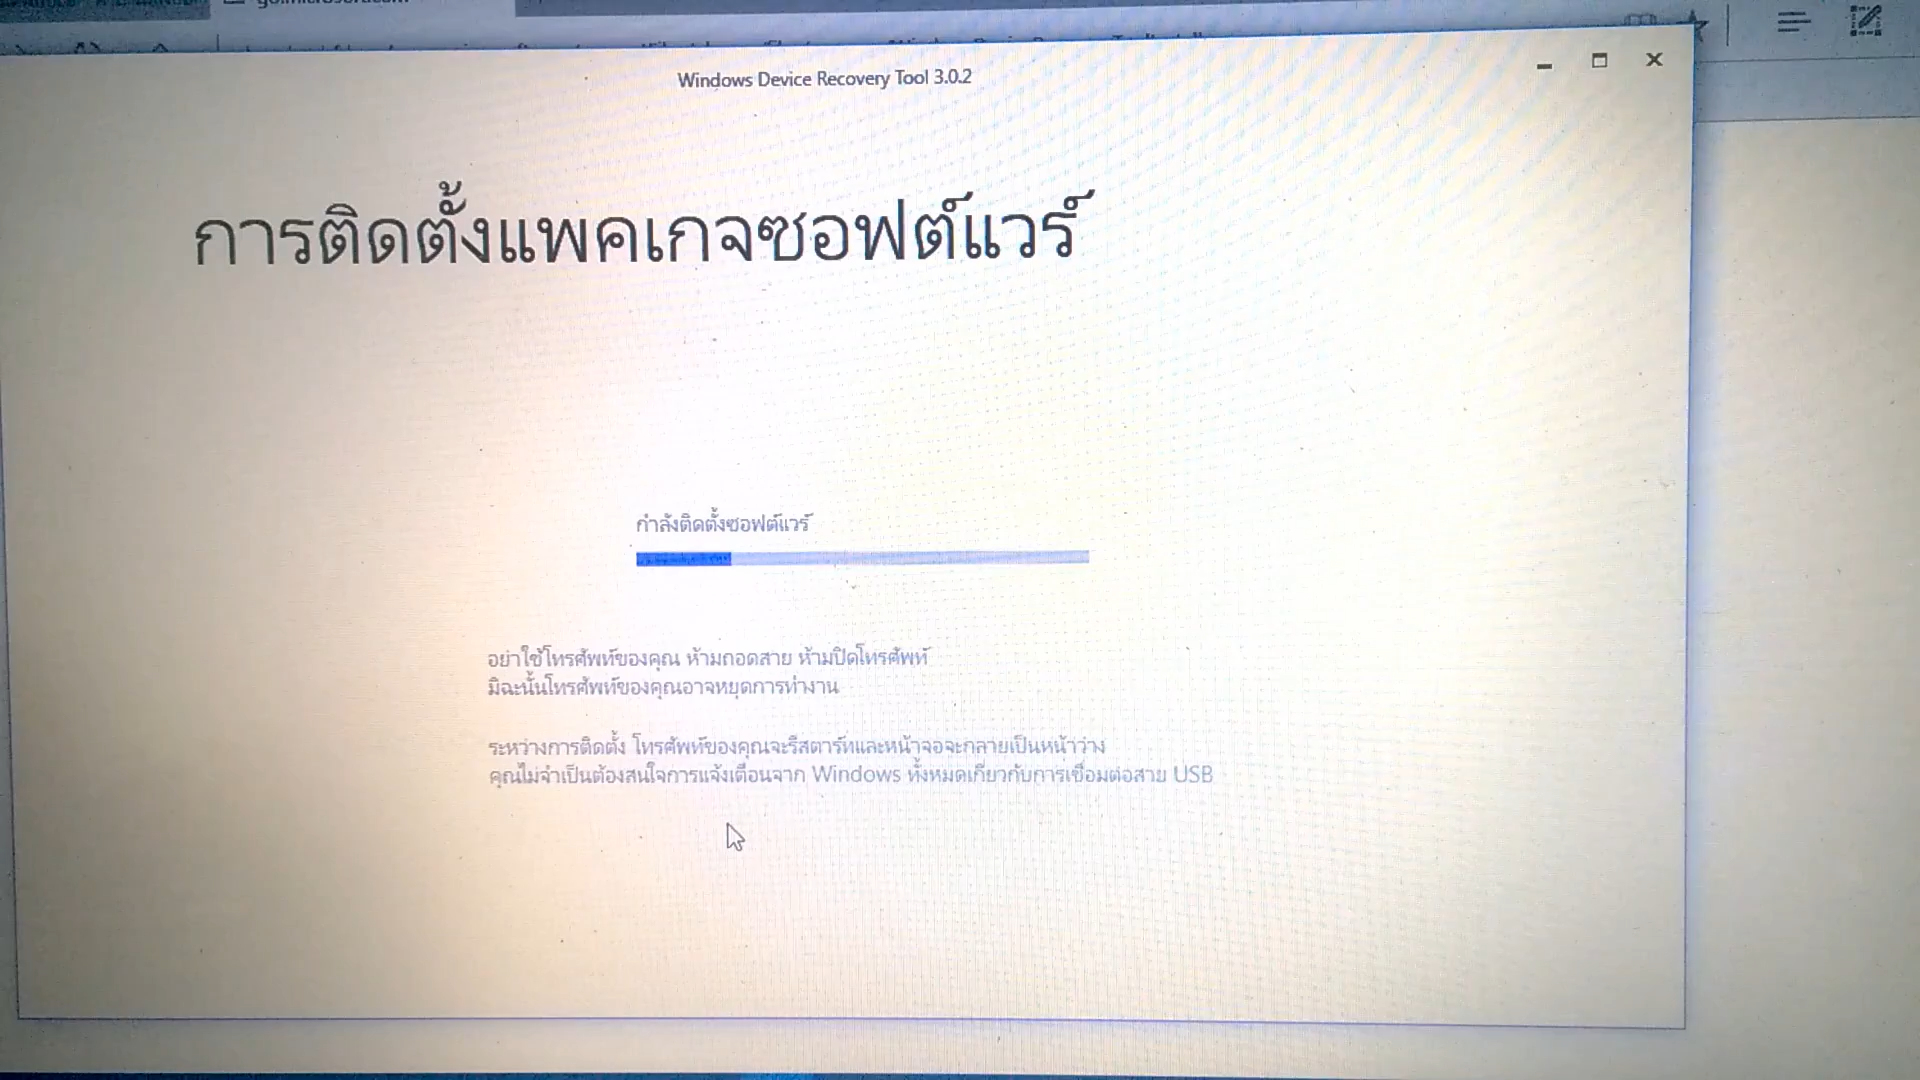 Windows Device Recovery Tool 3.0.2
การติดตั้งแพคเกจซอฟต์แวร์
กำลังติดตั้งซอฟต์แวร์
อย่าใช้โทรศัพท์ของคุณ ห้ามถอดสาย ห้ามปิดโทรศัพท์
มิฉะนั้นโทรศัพท์ของคุณอาจหยุดการทำงาน
ระหว่างการติดตั้ง โทรศัพท์ของคุณจะรีสตาร์ทและหน้าจอจะกลายเป็นหน้าว่าง
คุณไม่จำเป็นต้องสนใจการแจ้งเตือนจาก Windows ทั้งหมดเกี่ยวกับการเชื่อมต่อสาย USB